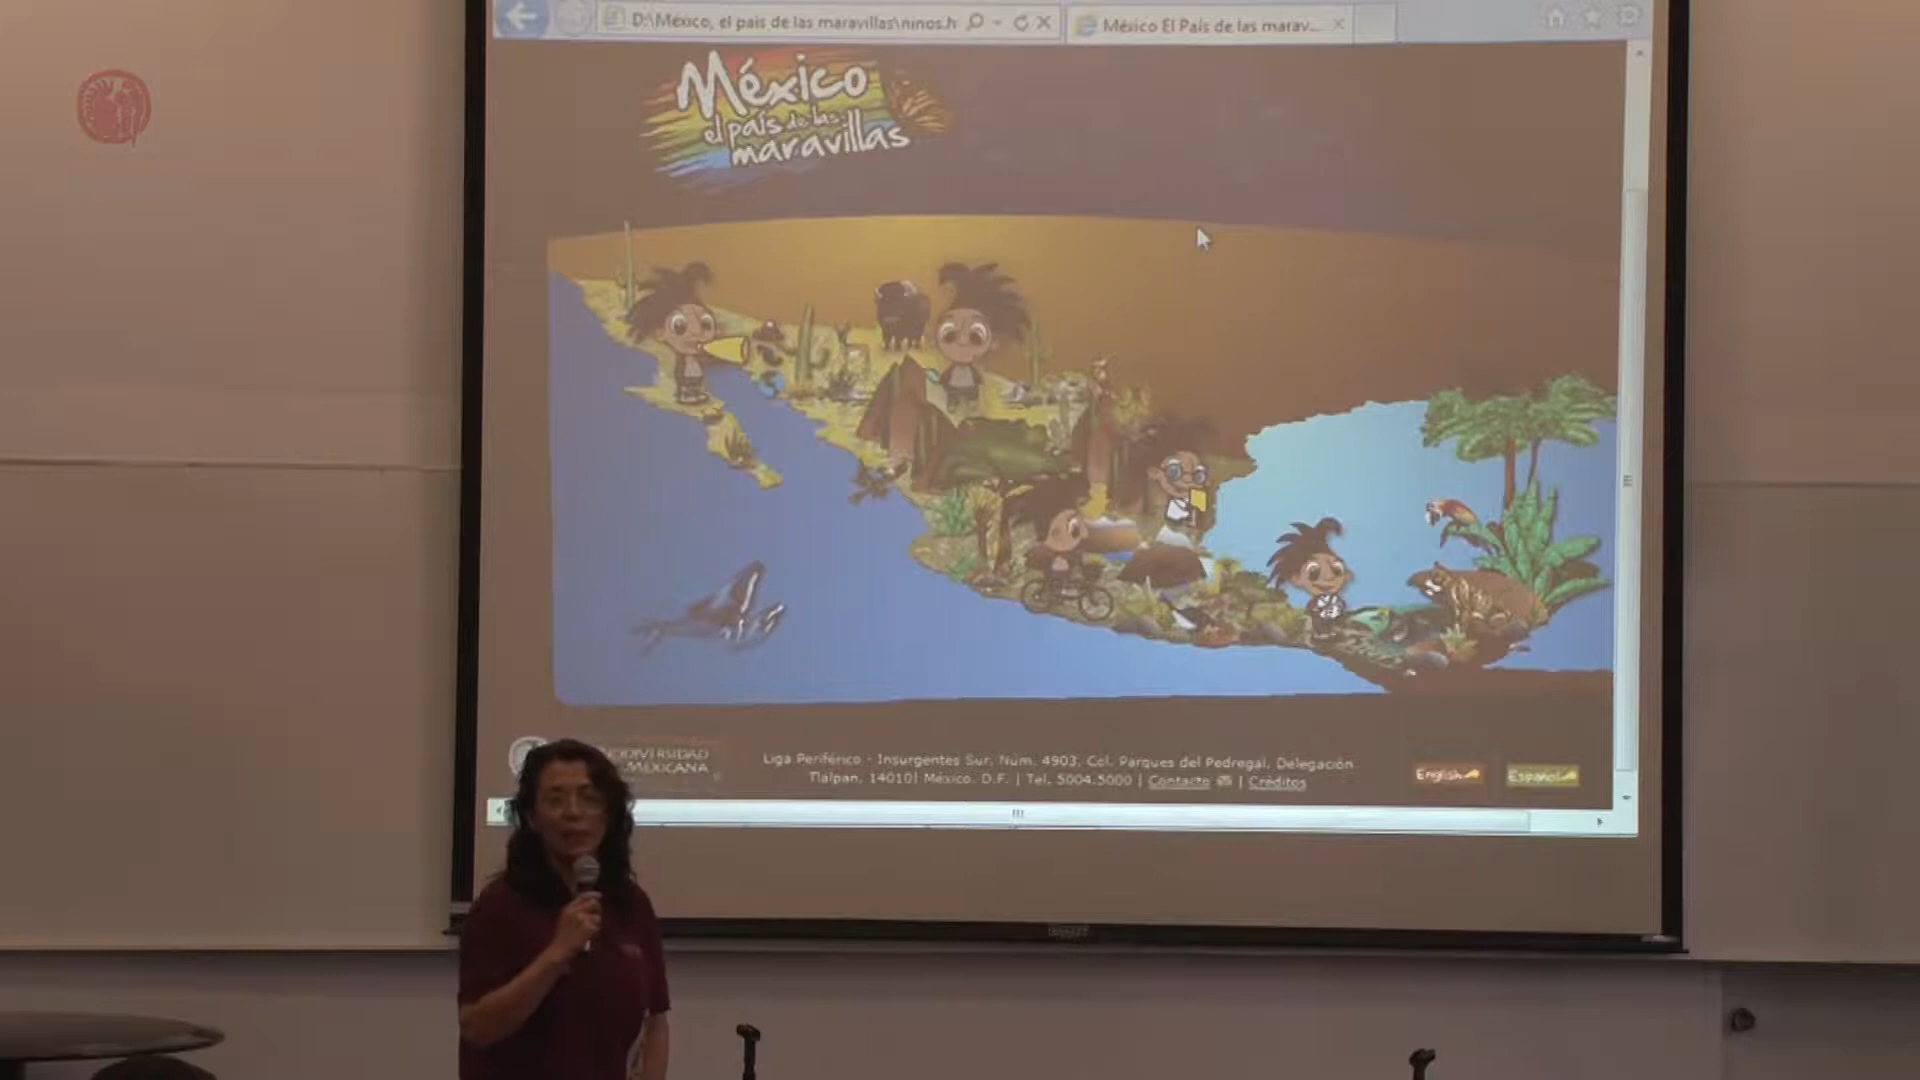 D:\México, el país de las maravillas\ninos.h
México El País de las marav...
México
el país de las
maravillas
BIODIVERSIDAD
MEXICANA
Liga Periférico - Insurgentes Sur, Núm. 4903, Col. Parques del Pedregal, Delegación
Tlalpan, 14010| México, D.F. | Tel. 5004.5000 | Contacto | Créditos
English
Español